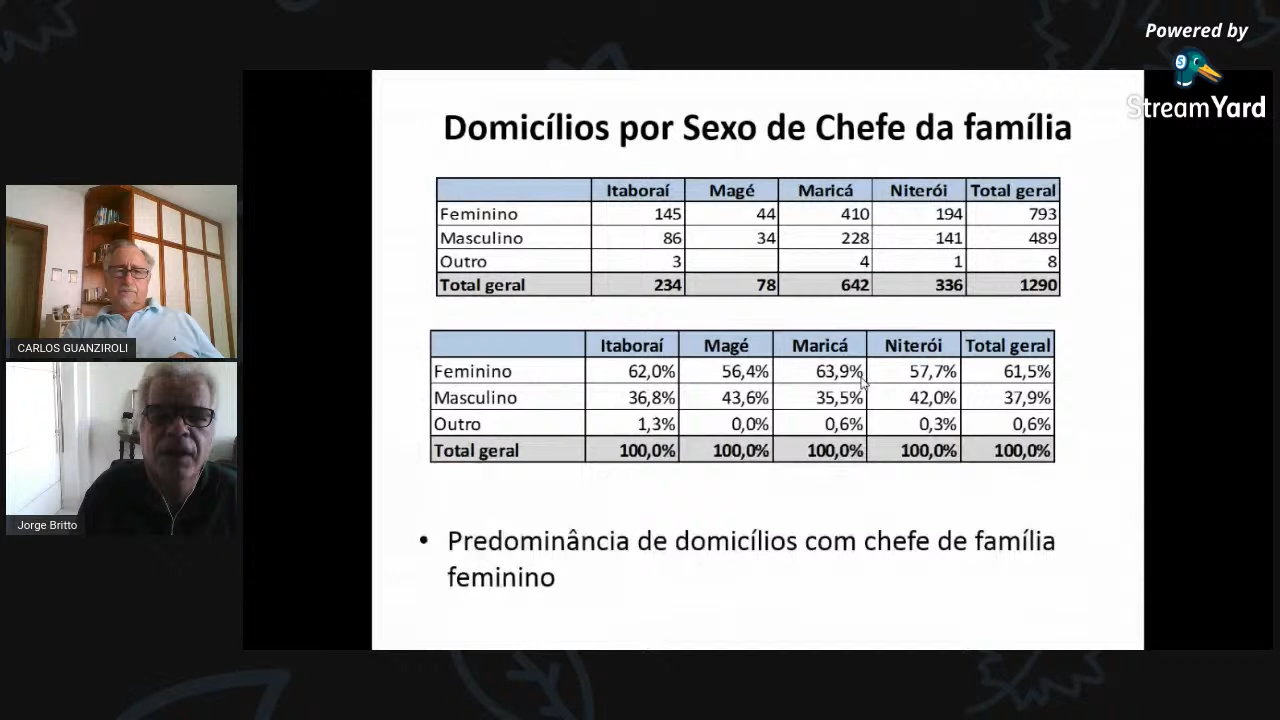 Powered by
StreamYard
Domicílios por Sexo de Chefe da família
Itaboraí Magé Maricá Niterói Total geral
Feminino 145 44 410 194 793
Masculino 86 34 228 141 489
Outro 3 4 1 8
Total geral 234 78 642 336 1290
Itaboraí Magé Maricá Niterói Total geral
Feminino 62,0% 56,4% 63,9% 57,7% 61,5%
Masculino 36,8% 43,6% 35,5% 42,0% 37,9%
Outro 1,3% 0,0% 0,6% 0,3% 0,6%
Total geral 100,0% 100,0% 100,0% 100,0% 100,0%
• Predominância de domicílios com chefe de família
feminino
CARLOS GUANZIROLI
Jorge Britto